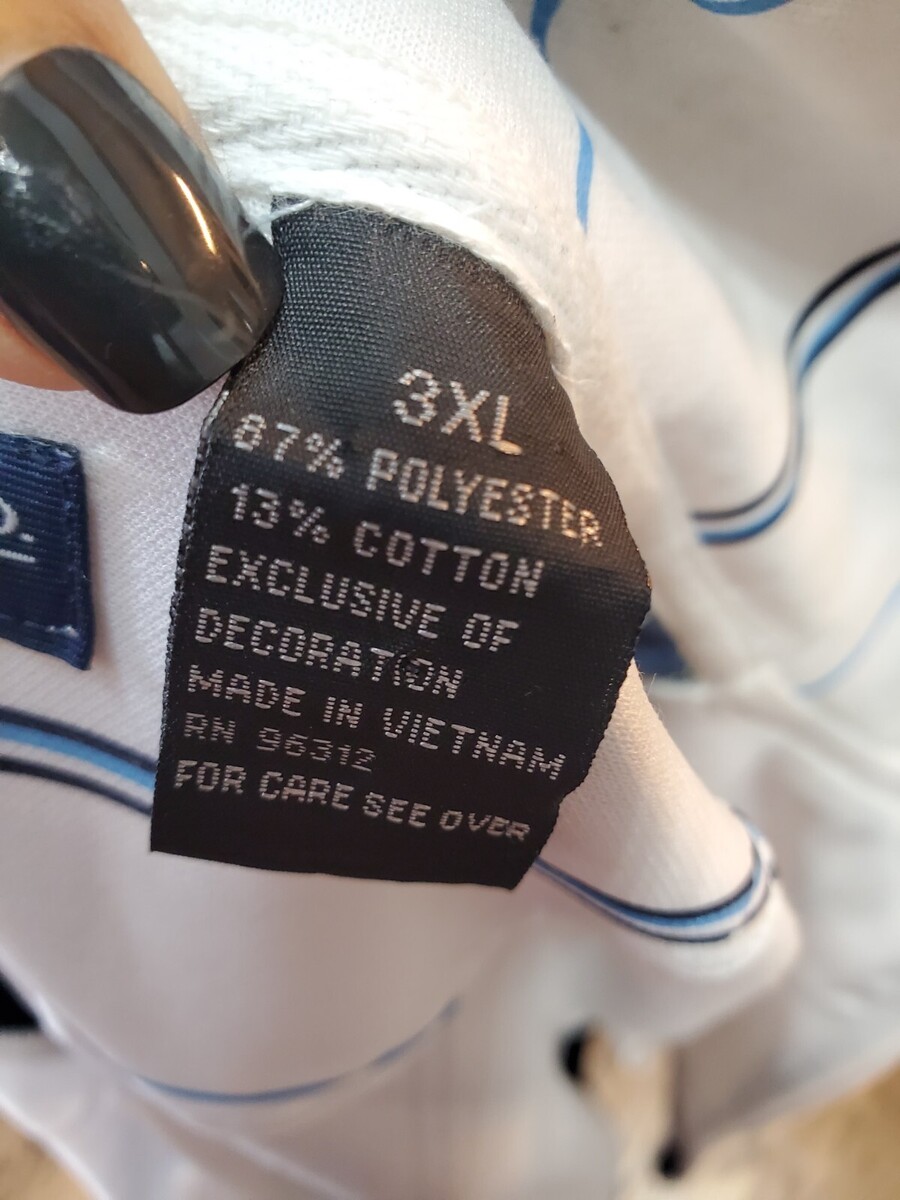 3XL
87% POLYESTER
13% COTTON
EXCLUSIVE OF
DECORATION
MADE IN VIETNAM
RN 96312
FOR CARE SEE OVER